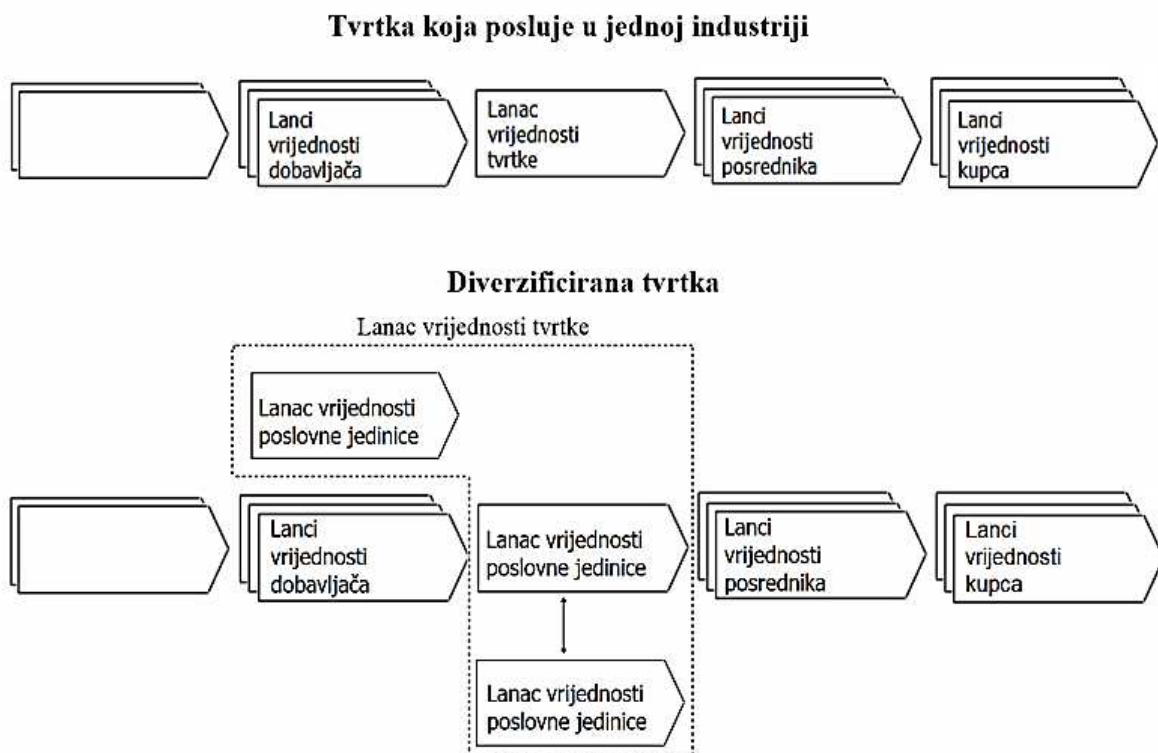 Tvrtka koja posluje u jednoj industriji
Lanci
vrijednosti
dobavljača
Lanac
vrijednosti
tvrtke
Lanci
vrijednosti
posrednika
Lanci
vrijednosti
kupca
Diverzificirana tvrtka
Lanac vrijednosti tvrtke
Lanac vrijednosti
poslovne jedinice
Lanci
vrijednosti
dobavljača
Lanac vrijednosti
poslovne jedinice
Lanci
vrijednosti
posrednika
Lanci
vrijednosti
kupca
Lanac vrijednosti
poslovne jedinice